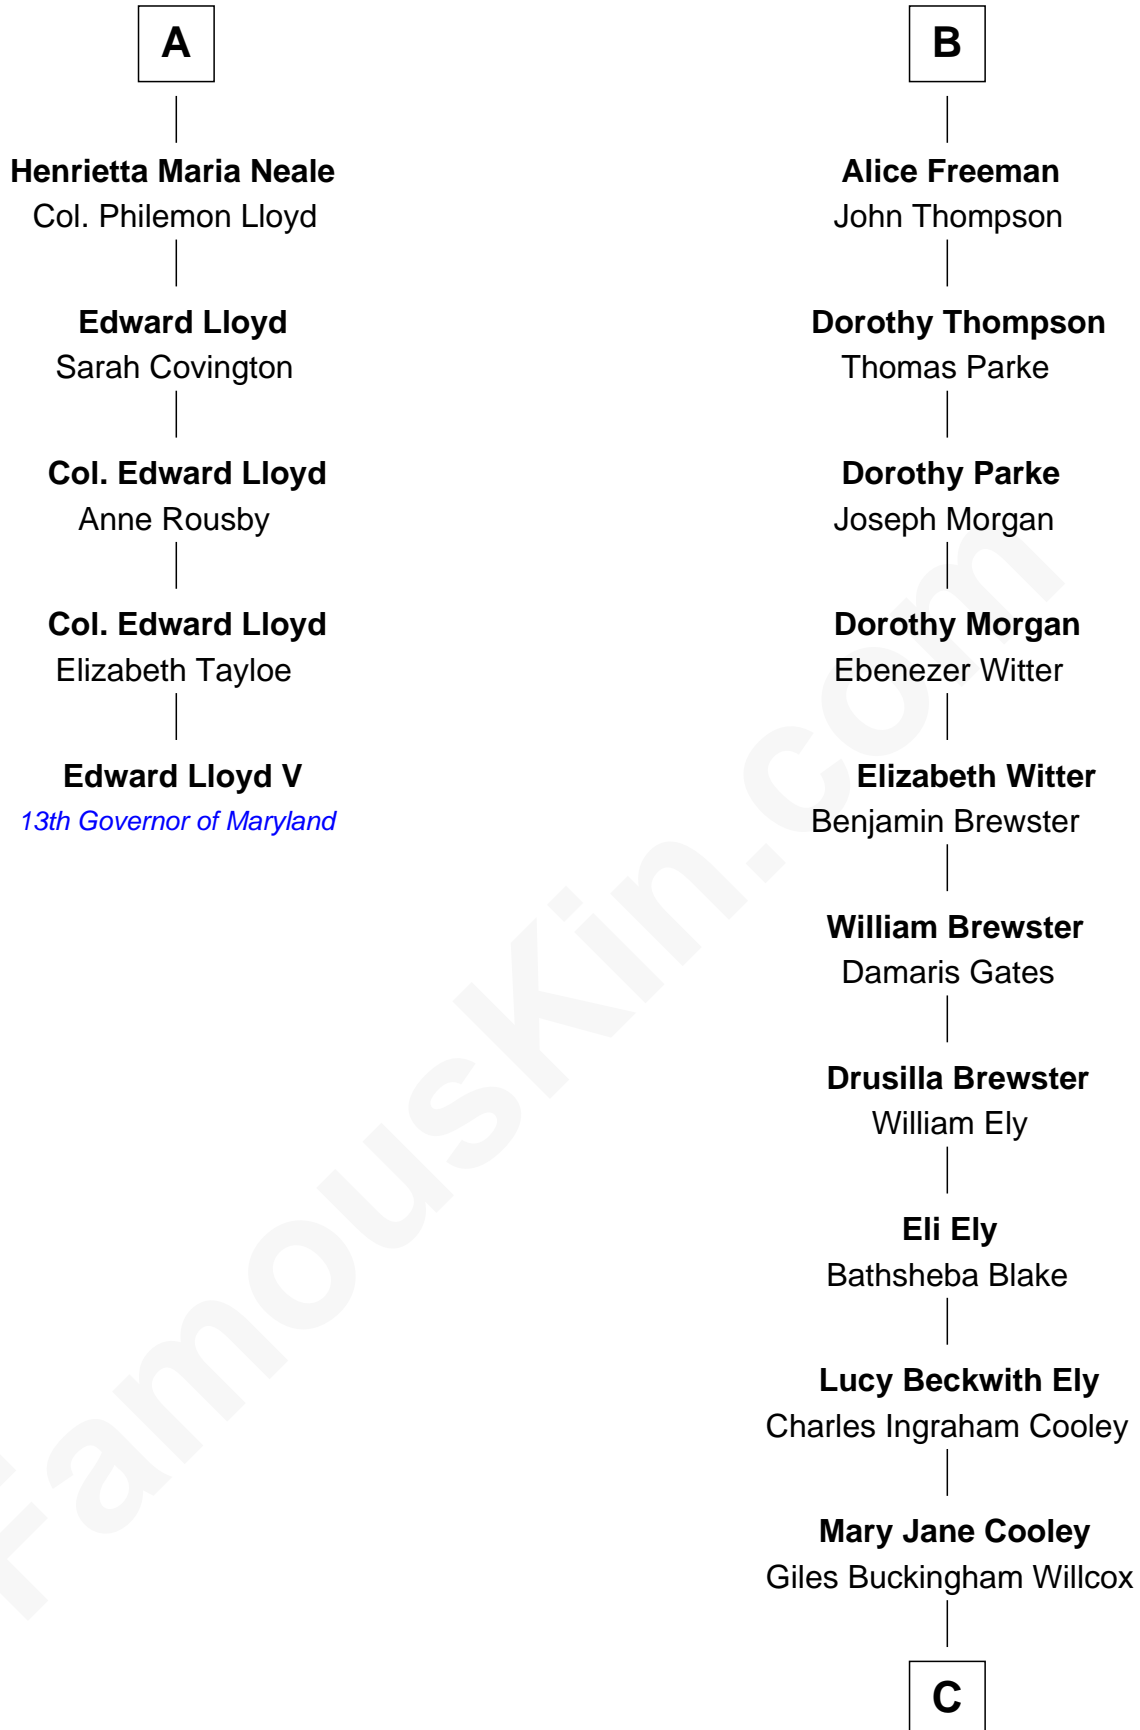 A
Henrietta Maria Neale
Col. Philemon Lloyd
Edward Lloyd
Sarah Covington
Col. Edward Lloyd
Anne Rousby
Col. Edward Lloyd
Elizabeth Tayloe
Edward Lloyd V
13th Governor of Maryland
B
Alice Freeman
John Thompson
Dorothy Thompson
Thomas Parke
Dorothy Parke
Joseph Morgan
Dorothy Morgan
Ebenezer Witter
Elizabeth Witter
Benjamin Brewster
William Brewster
Damaris Gates
Drusilla Brewster
William Ely
Eli Ely
Bathsheba Blake
Lucy Beckwith Ely
Charles Ingraham Cooley
Mary Jane Cooley
Giles Buckingham Willcox
C
FamousKin.com